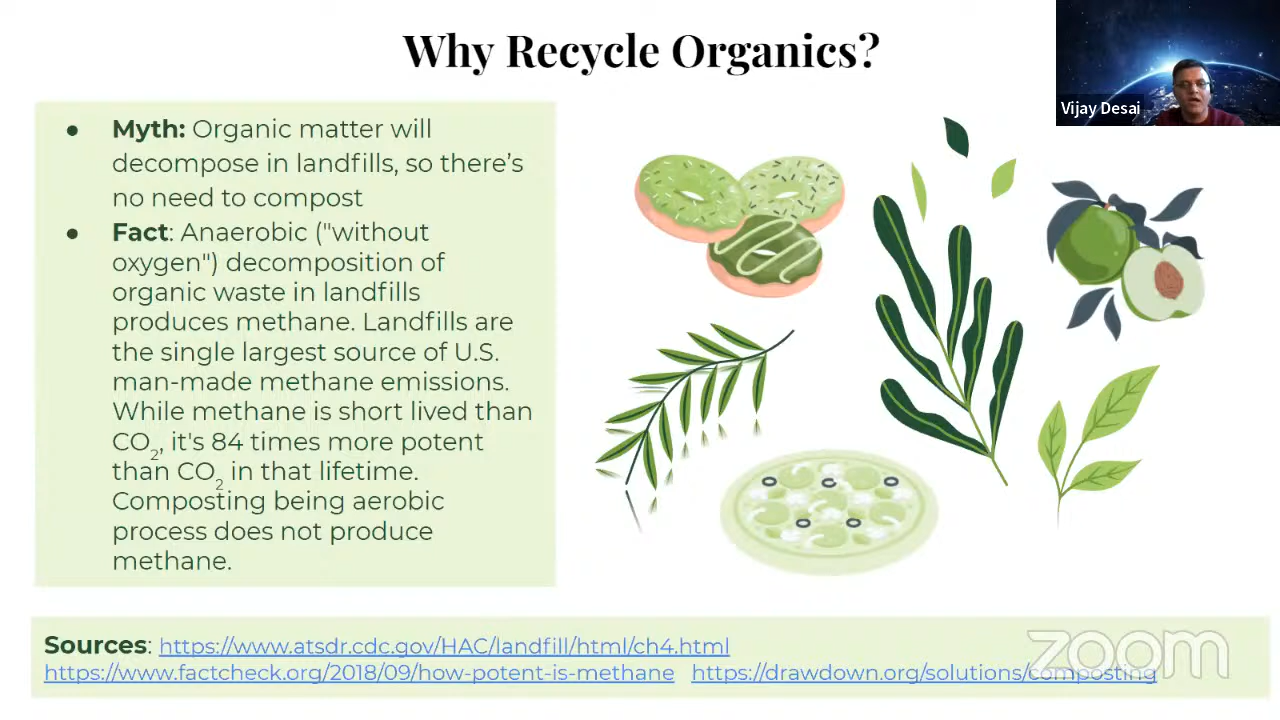 Why Recycle Organics?
Vijay Desai
● Myth: Organic matter will
decompose in landfills, so there’s
no need to compost
● Fact: Anaerobic ("without
oxygen") decomposition of
organic waste in landfills
produces methane. Landfills are
the single largest source of U.S.
man-made methane emissions.
While methane is short lived than
CO₂, it's 84 times more potent
than CO₂ in that lifetime.
Composting being aerobic
process does not produce
methane.
Sources: https://www.atsdr.cdc.gov/HAC/landfill/html/ch4.html
https://www.factcheck.org/2018/09/how-potent-is-methane https://drawdown.org/solutions/composting
zoom